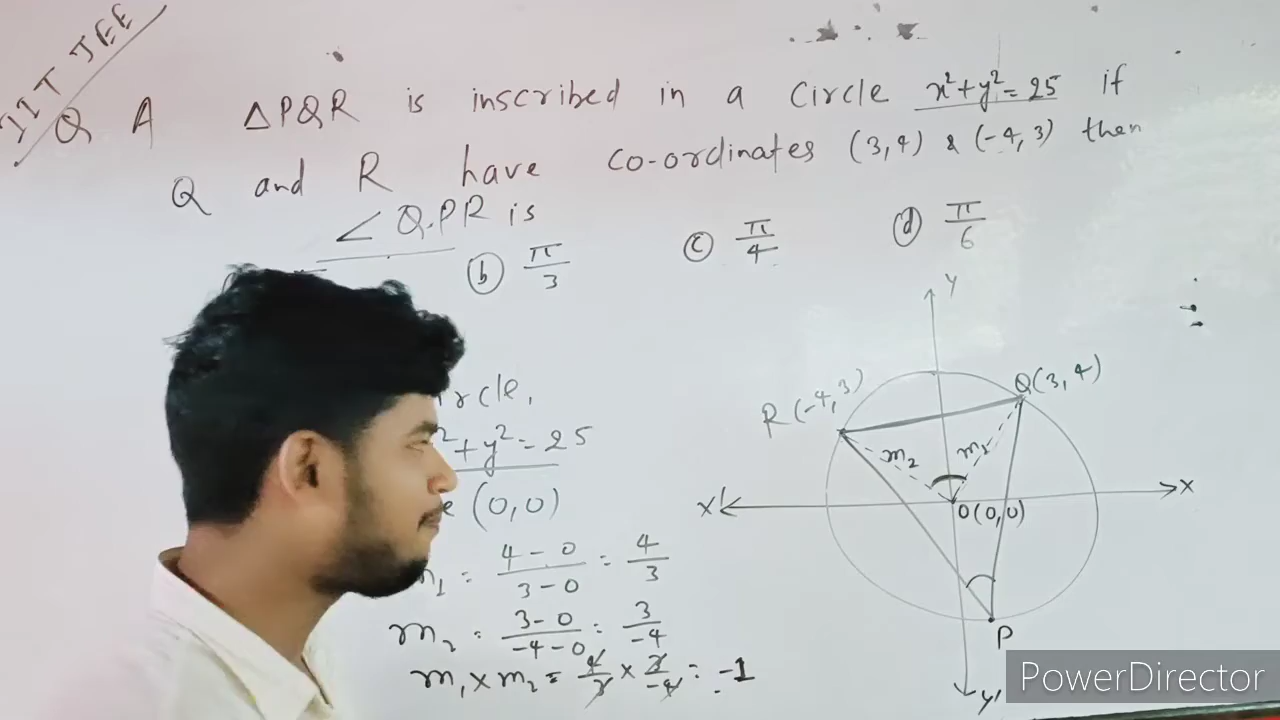 IIT JEE
Q A △PQR is inscribed in a Circle x²+y²=25 if
Q and R have co-ordinates (3,4) & (-4,3) then
∠QPR is
ⓑ π/3 ⓒ π/4 ⓓ π/6
Y
R(-4,3) Q(3,4)
+y²=25
m₂ m₁
(0,0)
X' X
O(0,0)
= 4-0/3-0 = 4/3
m₂ = 3-0/-4-0 = 3/-4
P
m₁×m₂ = 4/3 × 3/-4 = -1
y'
PowerDirector